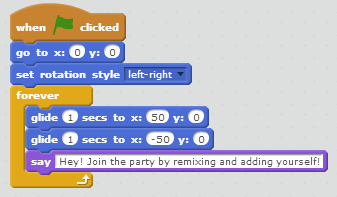 when clicked
go to x: 0 y: 0
set rotation style left-right
forever
glide 1 secs to x: 50 y: 0
glide 1 secs to x: -50 y: 0
say Hey! Join the party by remixing and adding yourself!